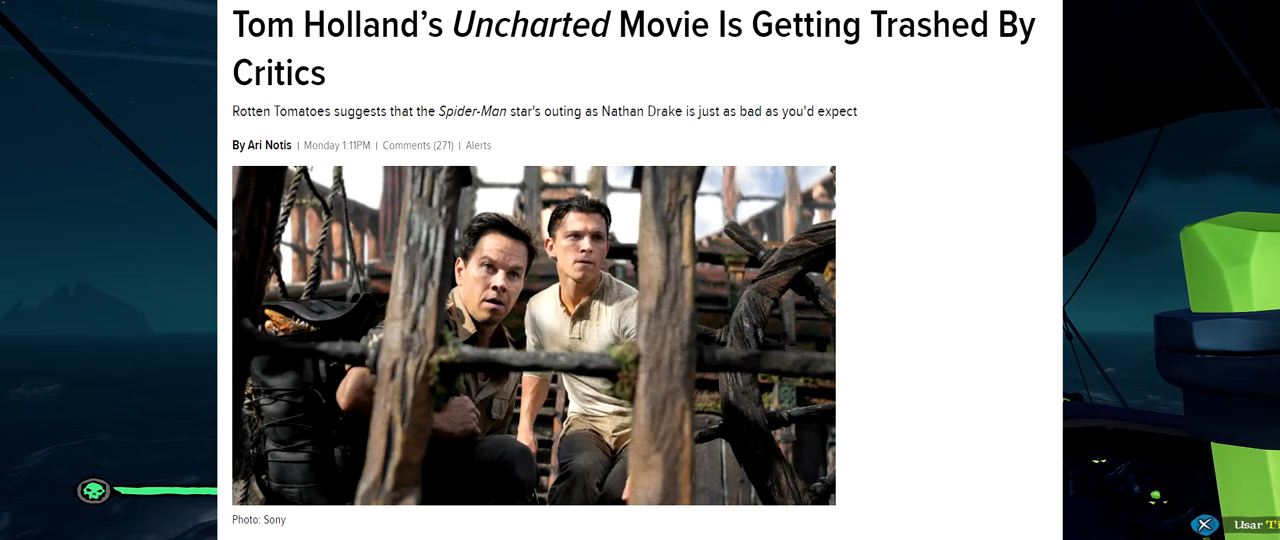 Tom Holland’s Uncharted Movie Is Getting Trashed By
Critics
Rotten Tomatoes suggests that the Spider-Man star's outing as Nathan Drake is just as bad as you'd expect
By Ari Notis | Monday 1:11PM | Comments (271) | Alerts
Photo: Sony
Usar